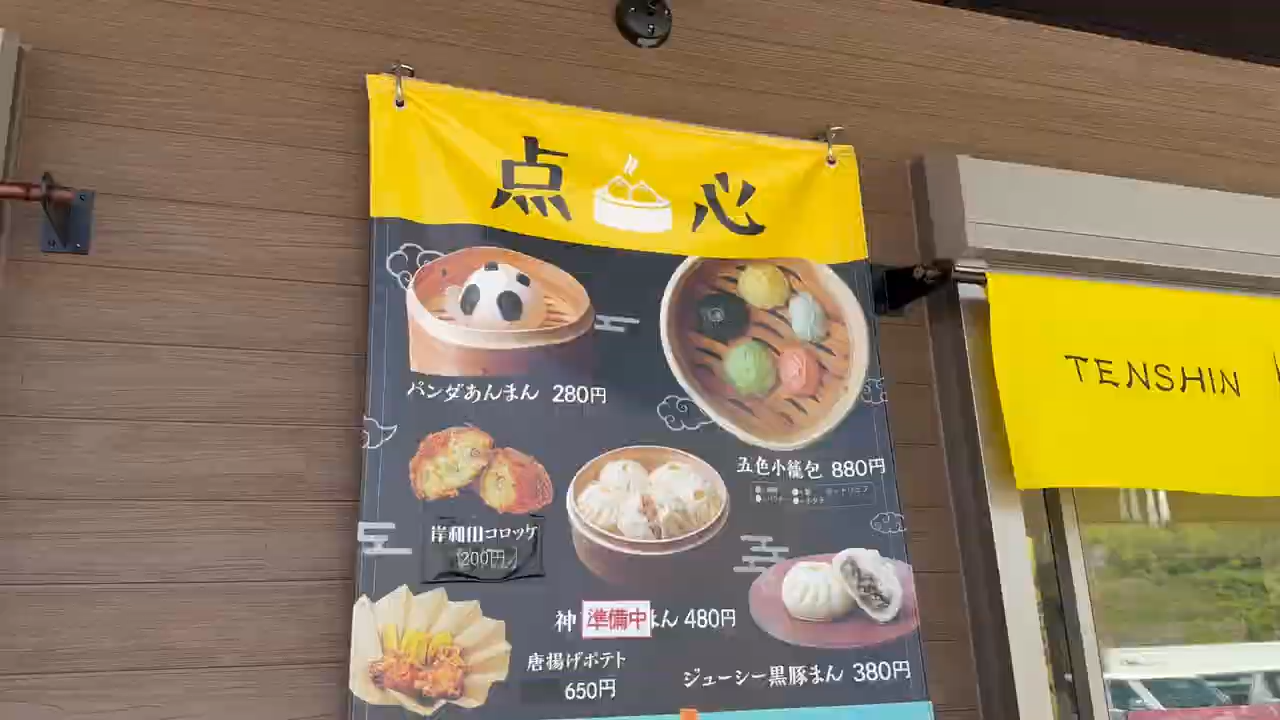 点心
TENSHIN
パンダあんまん 280円
五色小籠包 880円
岸和田コロッケ
200円
神 準備中 まん 480円
唐揚げポテト
650円
ジューシー黒豚まん 380円